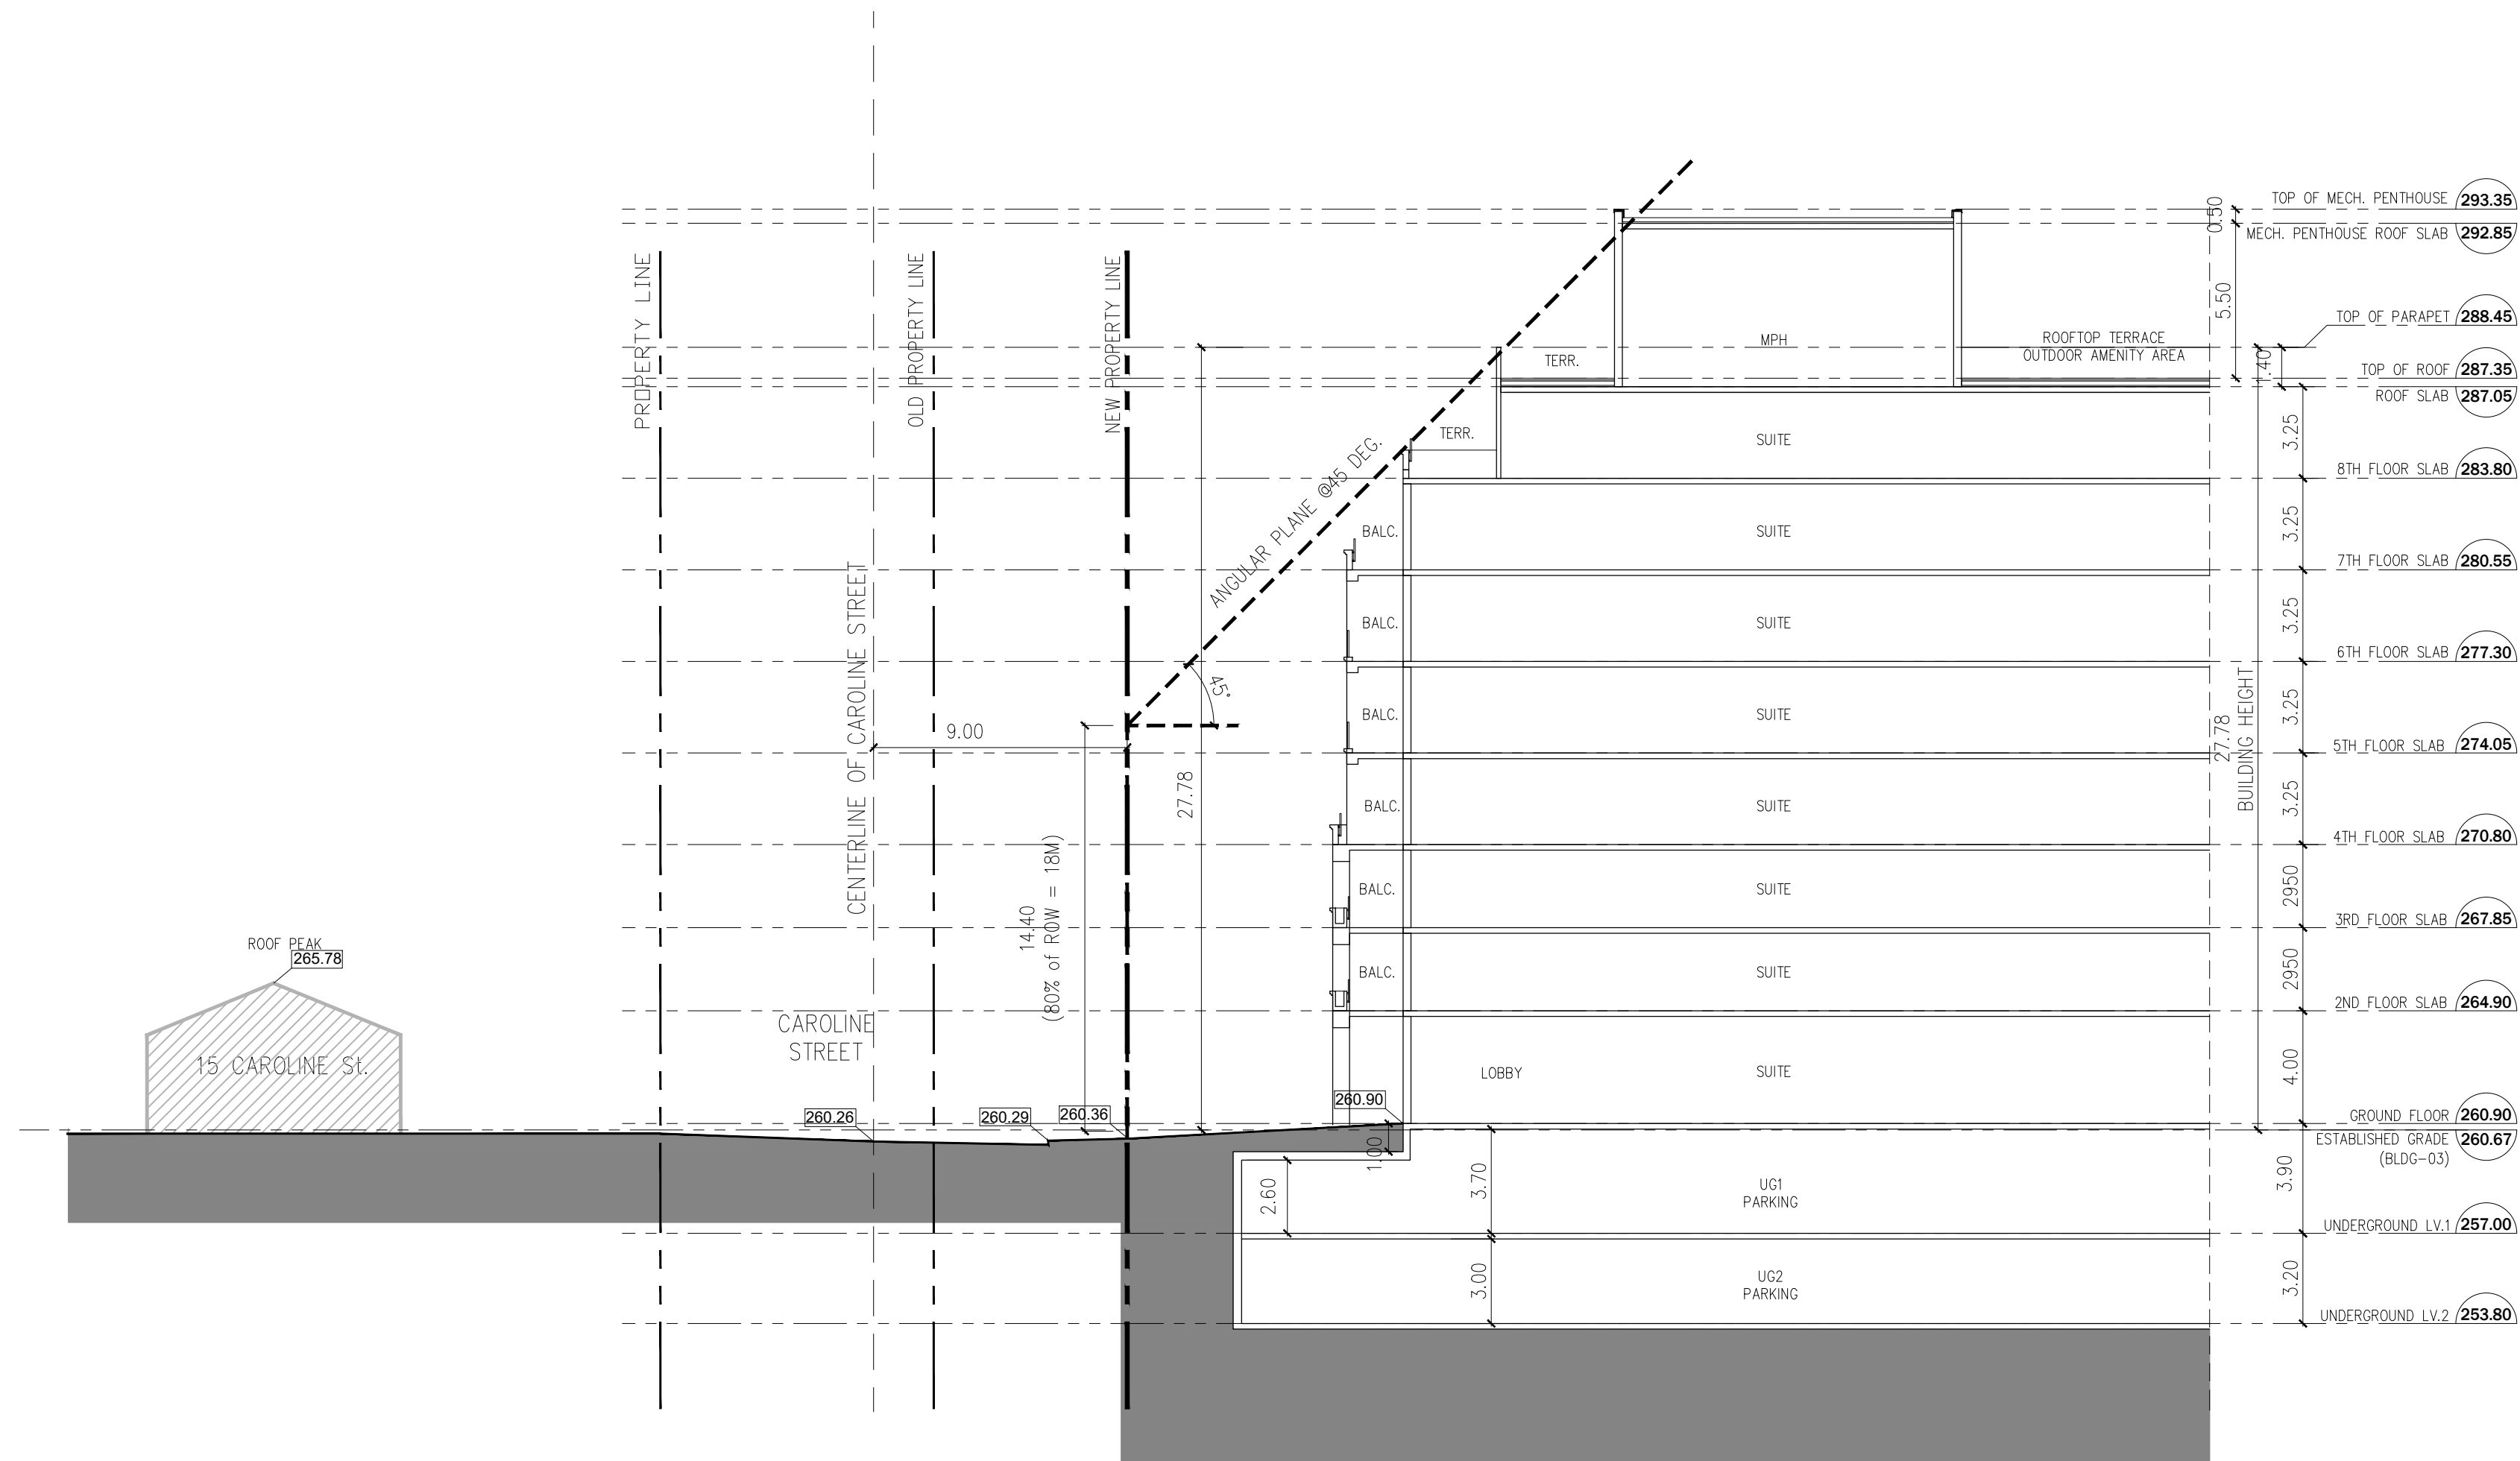 TOP OF MECH. PENTHOUSE 293.35
0.50
MECH. PENTHOUSE ROOF SLAB 292.85
5.50
TOP OF PARAPET 288.45
1.40
TOP OF ROOF 287.35
ROOF SLAB 287.05
3.25
8TH FLOOR SLAB 283.80
3.25
7TH FLOOR SLAB 280.55
3.25
6TH FLOOR SLAB 277.30
3.25
5TH FLOOR SLAB 274.05
3.25
4TH FLOOR SLAB 270.80
2950
3RD FLOOR SLAB 267.85
2950
2ND FLOOR SLAB 264.90
4.00
GROUND FLOOR 260.90
ESTABLISHED GRADE 260.67
(BLDG-03)
3.90
UNDERGROUND LV.1 257.00
3.20
UNDERGROUND LV.2 253.80
27.78
BUILDING HEIGHT
PROPERTY LINE
CENTERLINE OF CAROLINE STREET
OLD PROPERTY LINE
NEW PROPERTY LINE
ANGULAR PLANE @45 DEG.
45°
9.00
27.78
14.40
(80% of ROW = 18M)
ROOF PEAK
265.78
15 CAROLINE St.
CAROLINE
STREET
260.26
260.29
260.36
260.90
1.00
2.60
3.70
3.00
TERR.
MPH
ROOFTOP TERRACE
OUTDOOR AMENITY AREA
TERR.
SUITE
BALC.
SUITE
BALC.
SUITE
BALC.
SUITE
BALC.
SUITE
BALC.
SUITE
BALC.
SUITE
LOBBY
SUITE
UG1
PARKING
UG2
PARKING